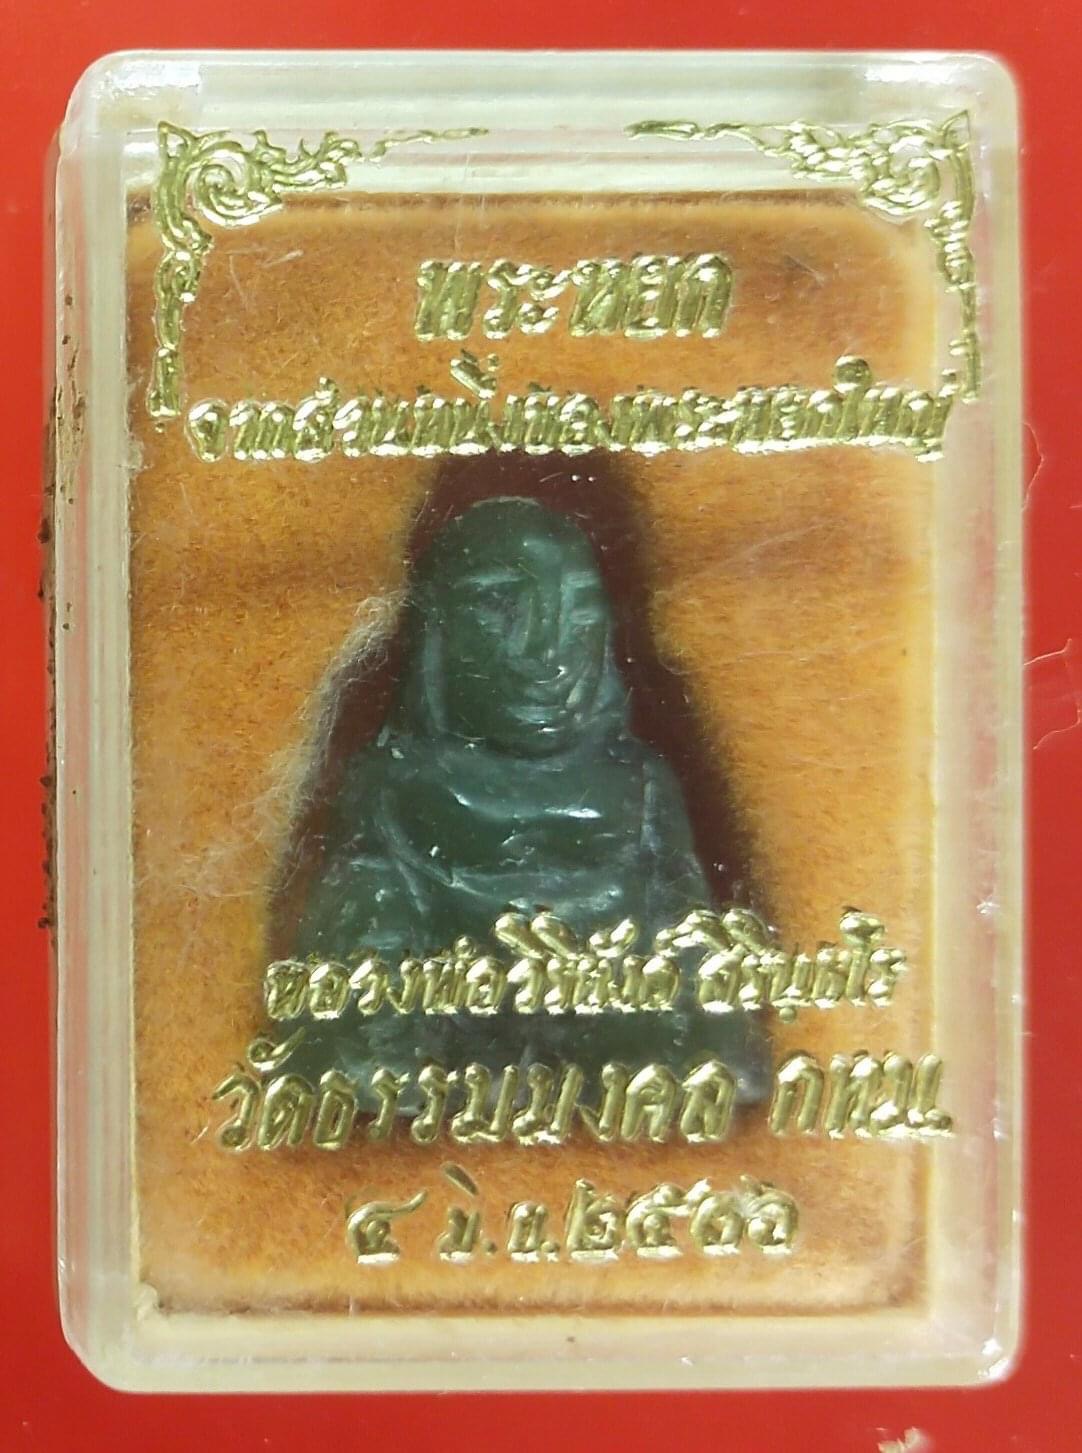 พระหยก
จากส่วนหนึ่งของพระหยกใหญ่
หลวงพ่อวิริยังค์ สิรินฺธโร
วัดธรรมมงคล กทม
๔ มิ.ย.๒๕๓๖